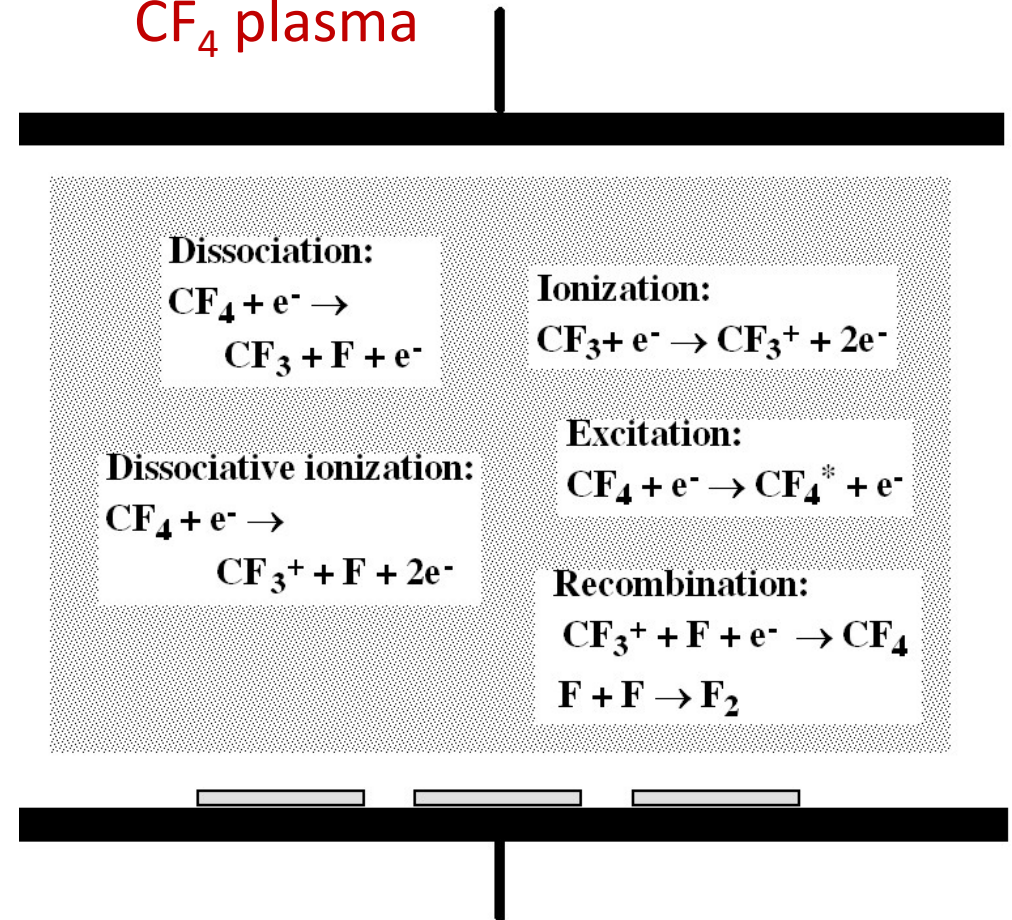 CF₄ plasma
Dissociation:
CF₄ + e⁻ →
CF₃ + F + e⁻
Ionization:
CF₃+ e⁻ → CF₃⁺ + 2e⁻
Dissociative ionization:
CF₄ + e⁻ →
CF₃⁺ + F + 2e⁻
Excitation:
CF₄ + e⁻ → CF₄* + e⁻
Recombination:
CF₃⁺ + F + e⁻ → CF₄
F + F → F₂